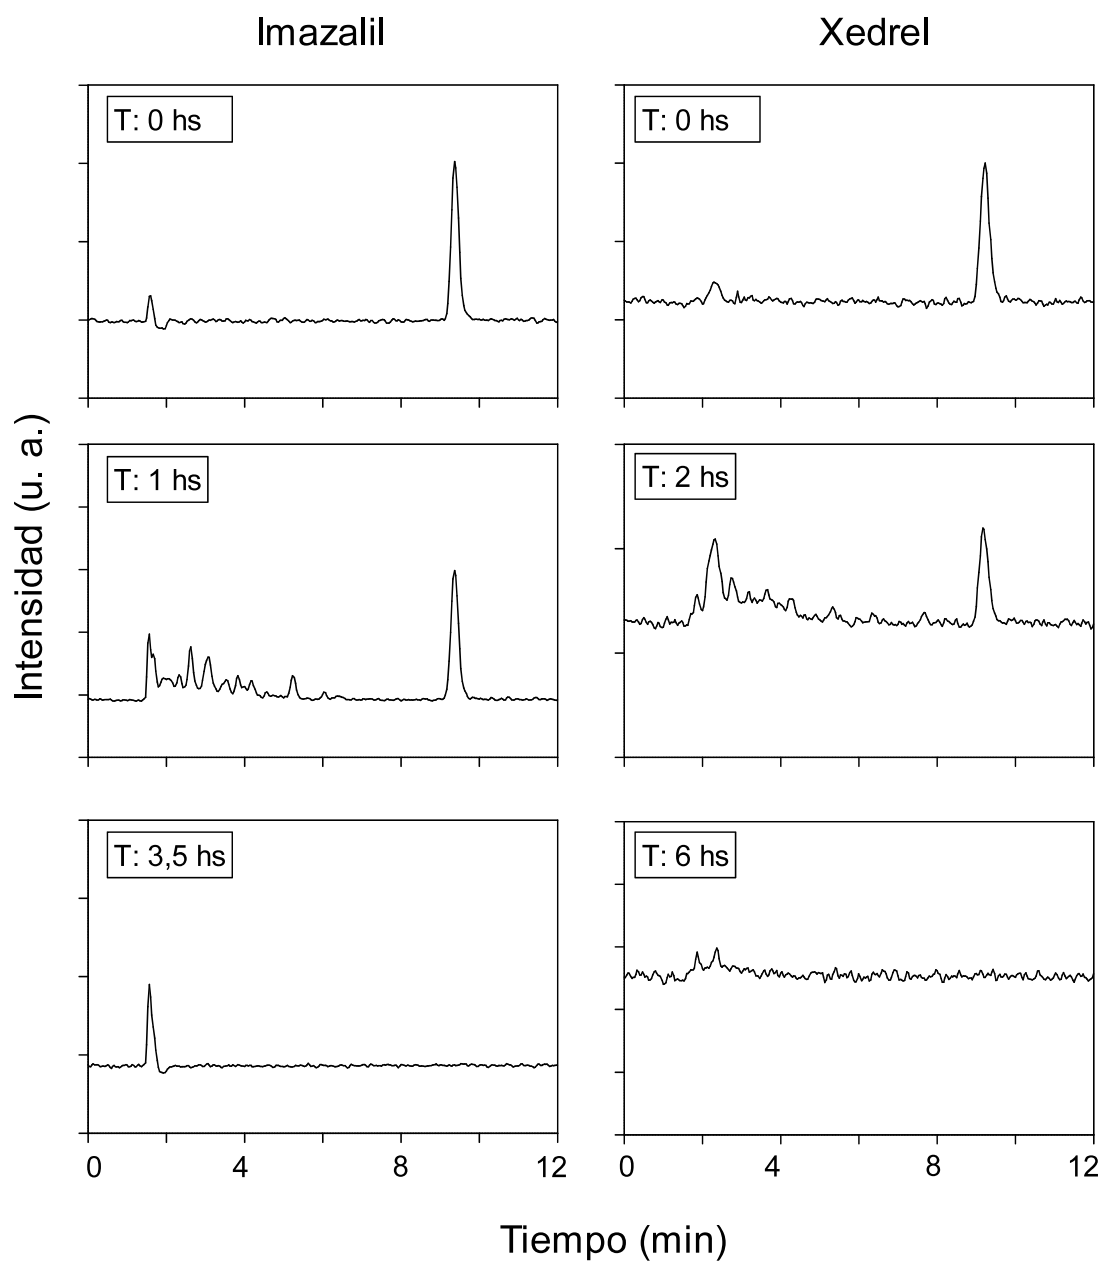 Imazalil
Xedrel
T: 0 hs
T: 0 hs
Intensidad (u. a.)
T: 1 hs
T: 2 hs
T: 3,5 hs
T: 6 hs
0 4 8 12
0 4 8 12
Tiempo (min)